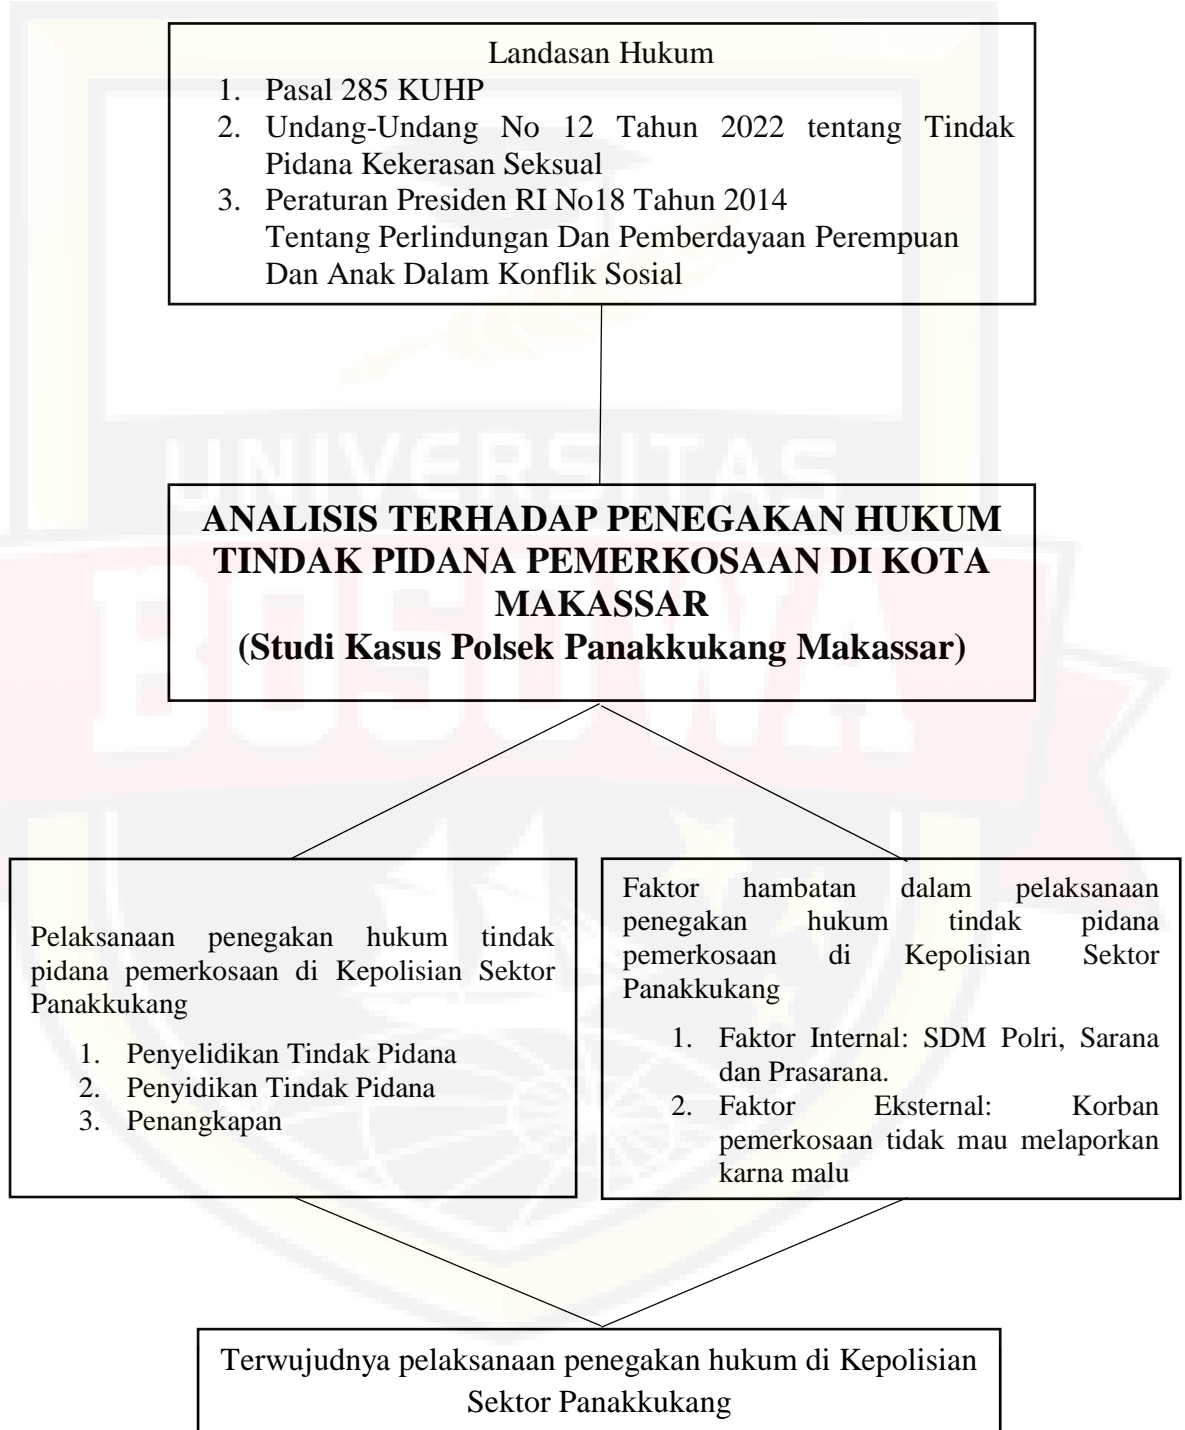 Landasan Hukum
1. Pasal 285 KUHP
2. Undang-Undang No 12 Tahun 2022 tentang Tindak
Pidana Kekerasan Seksual
3. Peraturan Presiden RI No18 Tahun 2014
Tentang Perlindungan Dan Pemberdayaan Perempuan
Dan Anak Dalam Konflik Sosial
UNIVERSITAS
ANALISIS TERHADAP PENEGAKAN HUKUM
TINDAK PIDANA PEMERKOSAAN DI KOTA
MAKASSAR
(Studi Kasus Polsek Panakkukang Makassar)
BOSOWA
Pelaksanaan penegakan hukum tindak
pidana pemerkosaan di Kepolisian Sektor
Panakkukang
1. Penyelidikan Tindak Pidana
2. Penyidikan Tindak Pidana
3. Penangkapan
Faktor hambatan dalam pelaksanaan
penegakan hukum tindak pidana
pemerkosaan di Kepolisian Sektor
Panakkukang
1. Faktor Internal: SDM Polri, Sarana
dan Prasarana.
2. Faktor Eksternal: Korban
pemerkosaan tidak mau melaporkan
karna malu
Terwujudnya pelaksanaan penegakan hukum di Kepolisian
Sektor Panakkukang